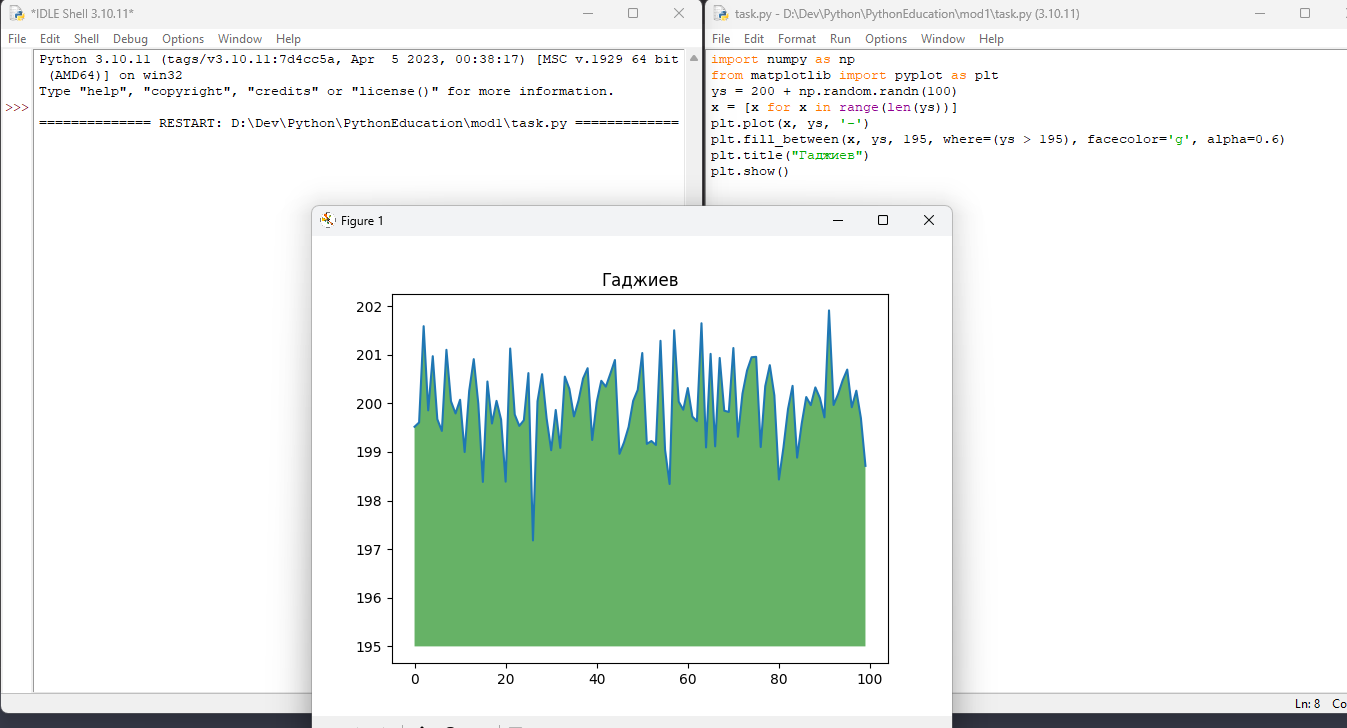 *IDLE Shell 3.10.11*
File Edit Shell Debug Options Window Help
Python 3.10.11 (tags/v3.10.11:7d4cc5a, Apr  5 2023, 00:38:17) [MSC v.1929 64 bit
 (AMD64)] on win32
Type "help", "copyright", "credits" or "license()" for more information.
>>>
============== RESTART: D:\Dev\Python\PythonEducation\mod1\task.py =============
task.py - D:\Dev\Python\PythonEducation\mod1\task.py (3.10.11)
File Edit Format Run Options Window Help
import numpy as np
from matplotlib import pyplot as plt
ys = 200 + np.random.randn(100)
x = [x for x in range(len(ys))]
plt.plot(x, ys, '-')
plt.fill_between(x, ys, 195, where=(ys > 195), facecolor='g', alpha=0.6)
plt.title("Гаджиев")
plt.show()
Figure 1
Гаджиев
202
201
200
199
198
197
196
195
0 20 40 60 80 100
Ln: 8 Co